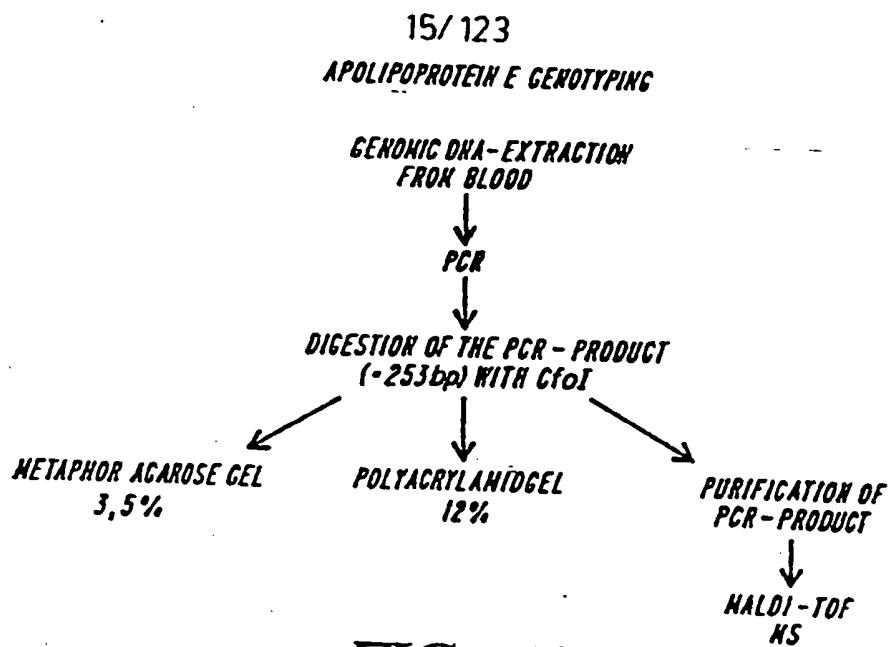 15/123
APOLIPOPROTEIN E GENOTYPING
GENOMIC DNA-EXTRACTION
FROM BLOOD
PCR
DIGESTION OF THE PCR-PRODUCT
(-253bp) WITH CfoI
METAPHOR AGAROSE GEL
3,5%
POLYACRYLAMIDGEL
12%
PURIFICATION OF
PCR-PRODUCT
MALDI-TOF
MS